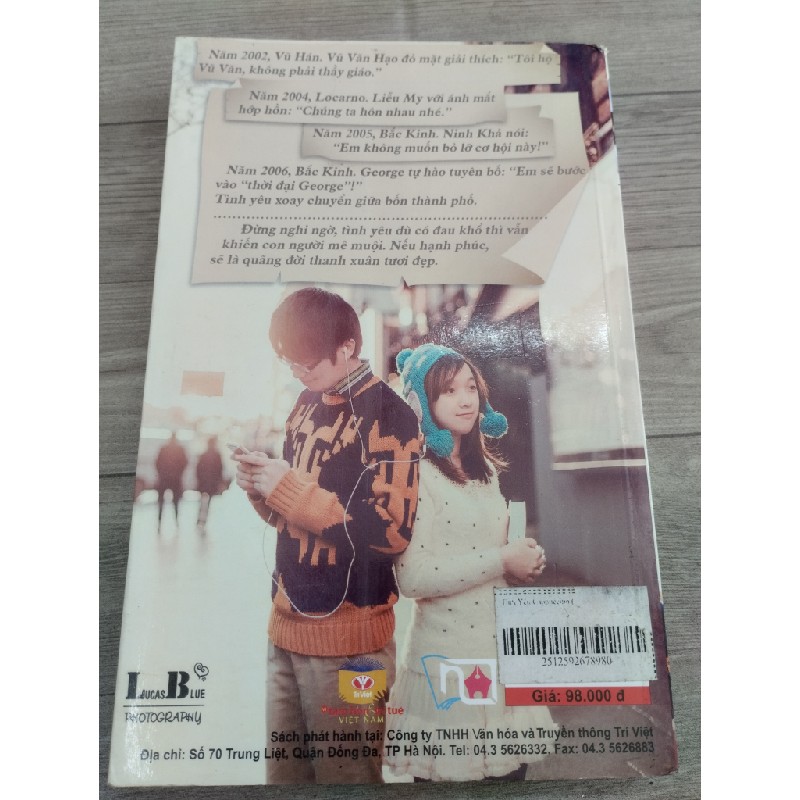 Năm 2002, Vũ Hán. Vũ Văn Hạo đỏ mặt giải thích: "Tôi họ
Vũ Văn, không phải thầy giáo."
Năm 2004, Locarno. Liễu My với ánh mắt
hớp hồn: "Chúng ta hôn nhau nhé."
Năm 2005, Bắc Kinh. Ninh Khả nói:
"Em không muốn bỏ lỡ cơ hội này!"
Năm 2006, Bắc Kinh. George tự hào tuyên bố: "Em sẽ bước
vào "thời đại George"!"
Tình yêu xoay chuyển giữa bốn thành phố.
Đừng nghi ngờ, tình yêu dù có đau khổ thì vẫn
khiến con người mê muội. Nếu hạnh phúc,
sẽ là quãng đời thanh xuân tươi đẹp.
2512592678980
LUCAS BLUE
PHOTOGRAPHY
Tri Việt
tuệ
VIỆT NAM
Giá: 98.000 đ
Sách phát hành tại: Công ty TNHH Văn hóa và Truyền thông Trí Việt
Địa chỉ: Số 70 Trung Liệt, Quận Đống Đa, TP Hà Nội. Tel: 04.3 5626332, Fax: 04.3 5626883